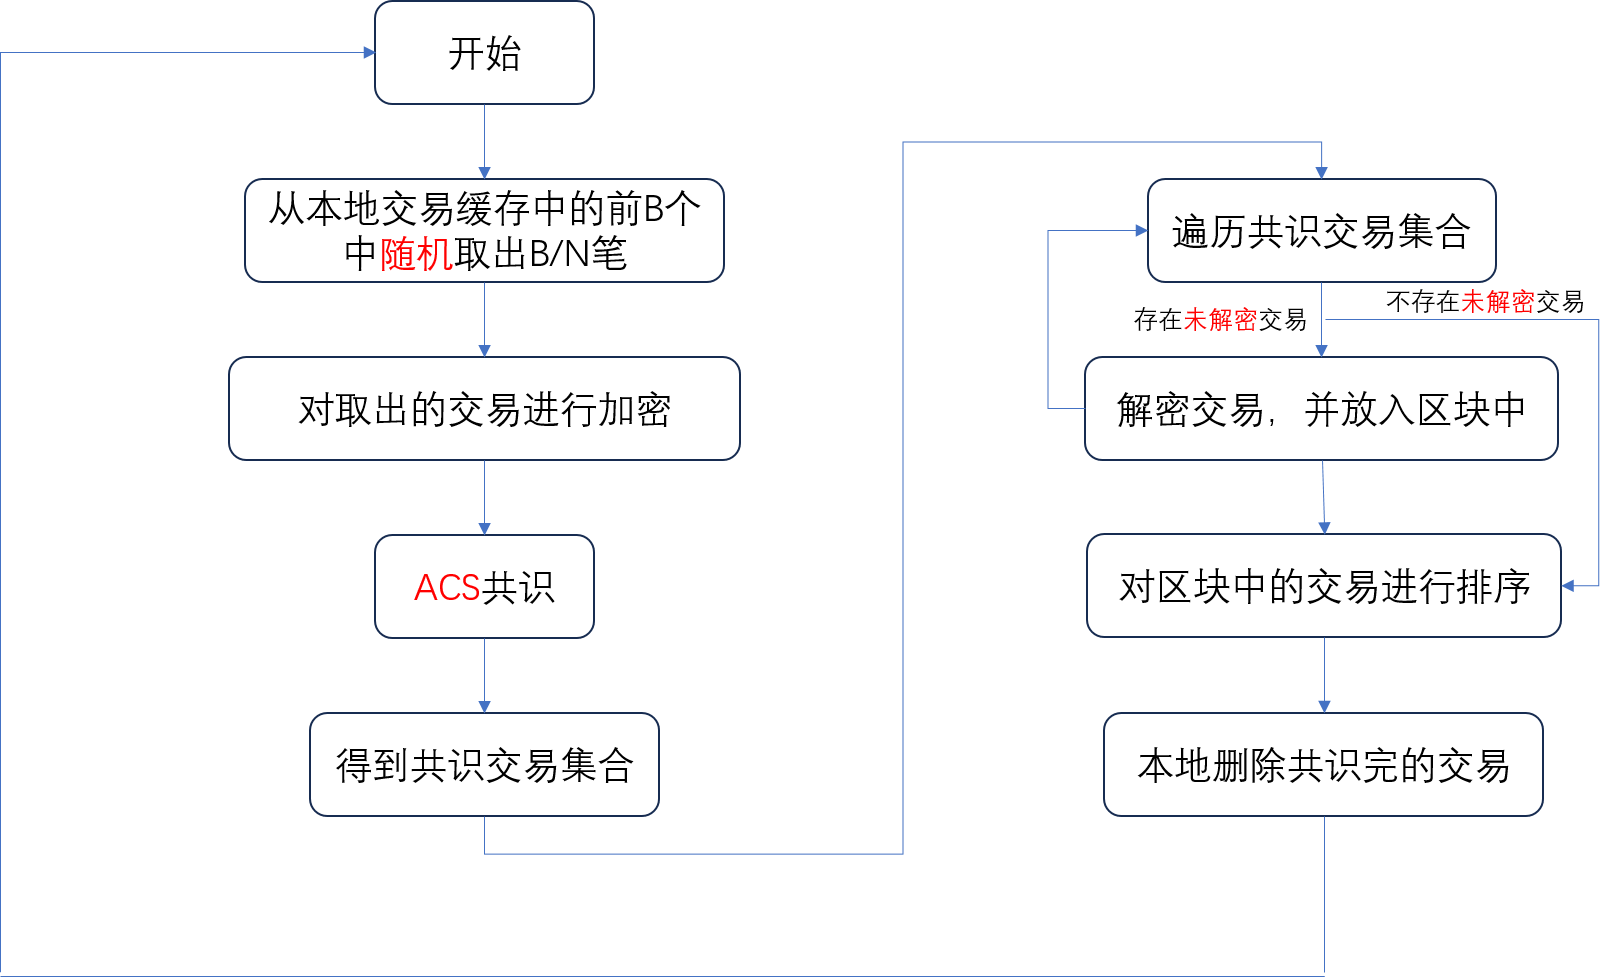 开始
从本地交易缓存中的前B个
中随机取出B/N笔
对取出的交易进行加密
ACS共识
得到共识交易集合
遍历共识交易集合
不存在未解密交易
存在未解密交易
解密交易，并放入区块中
对区块中的交易进行排序
本地删除共识完的交易